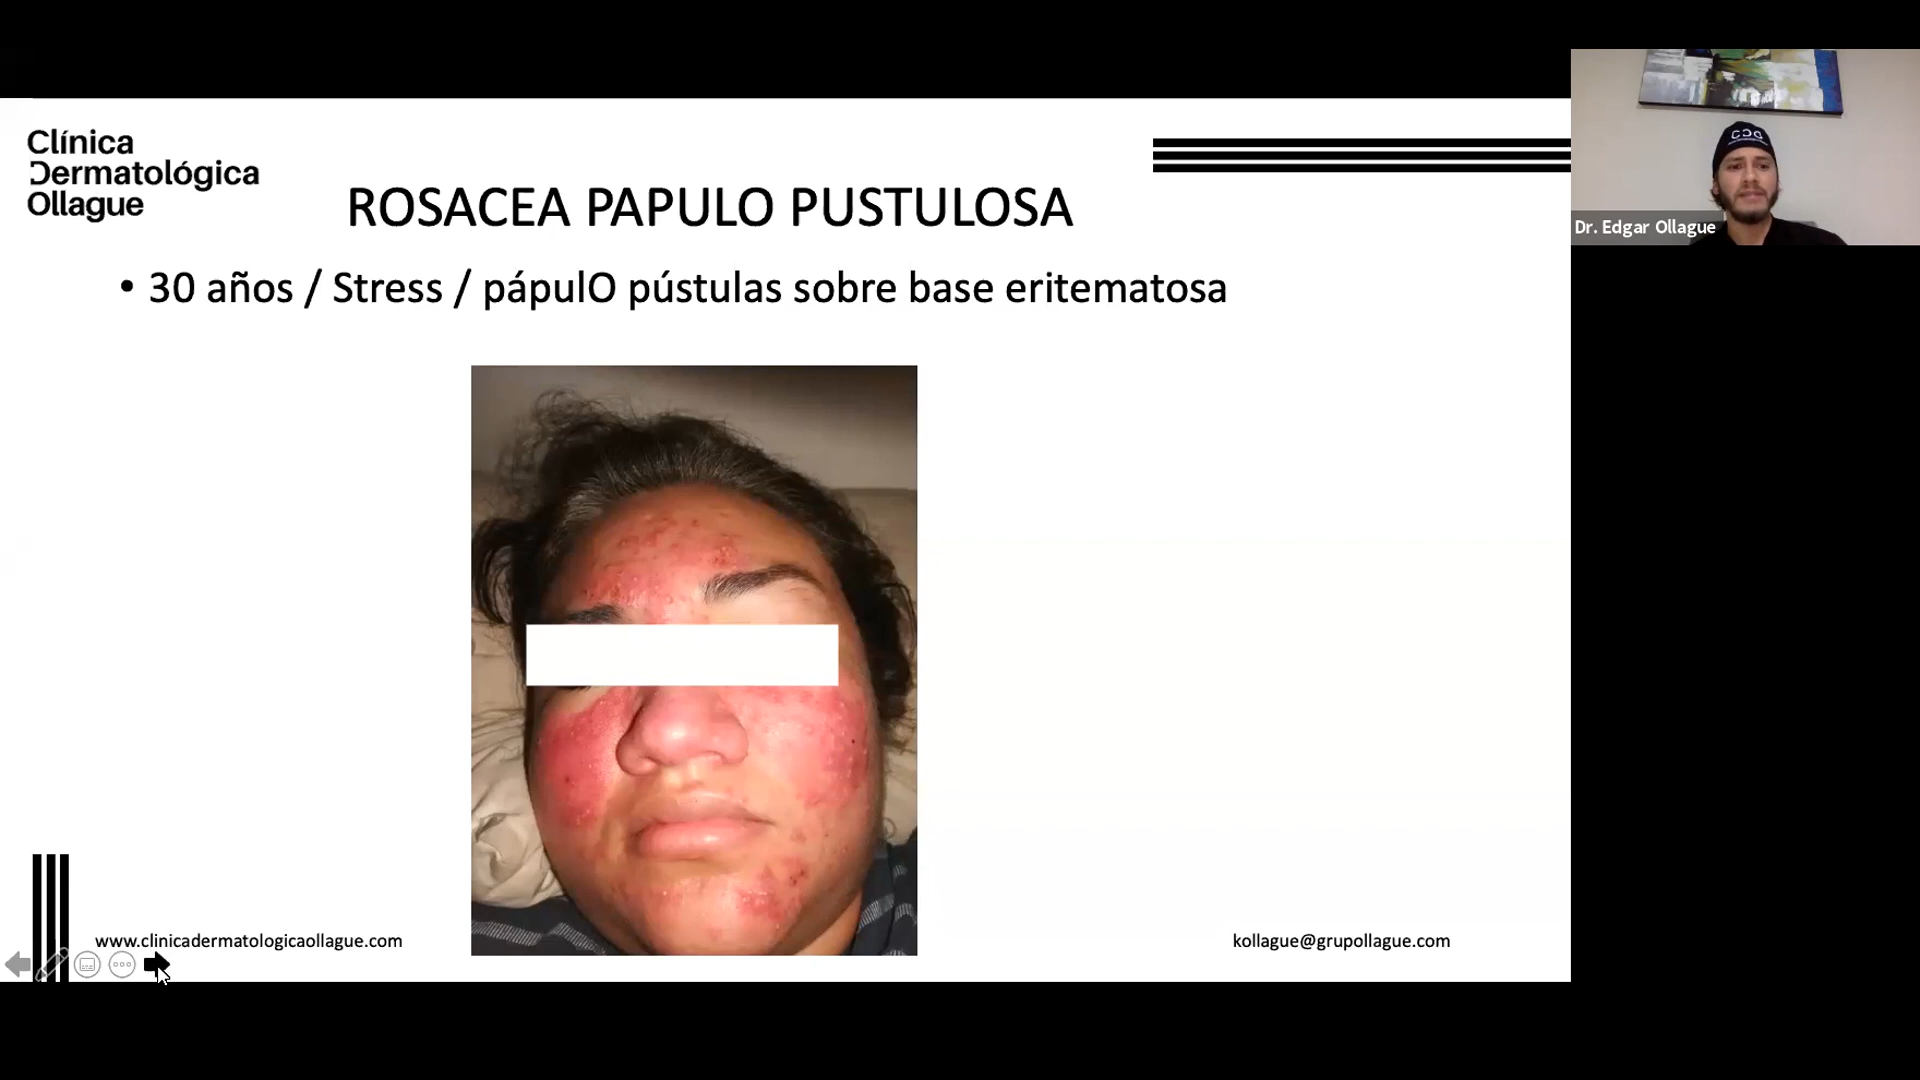 Clínica
Dermatológica
Ollague
ROSACEA PAPULO PUSTULOSA
• 30 años / Stress / pápulO pústulas sobre base eritematosa
www.clinicadermatologicaollague.com
kollague@grupollague.com
Dr. Edgar Ollague